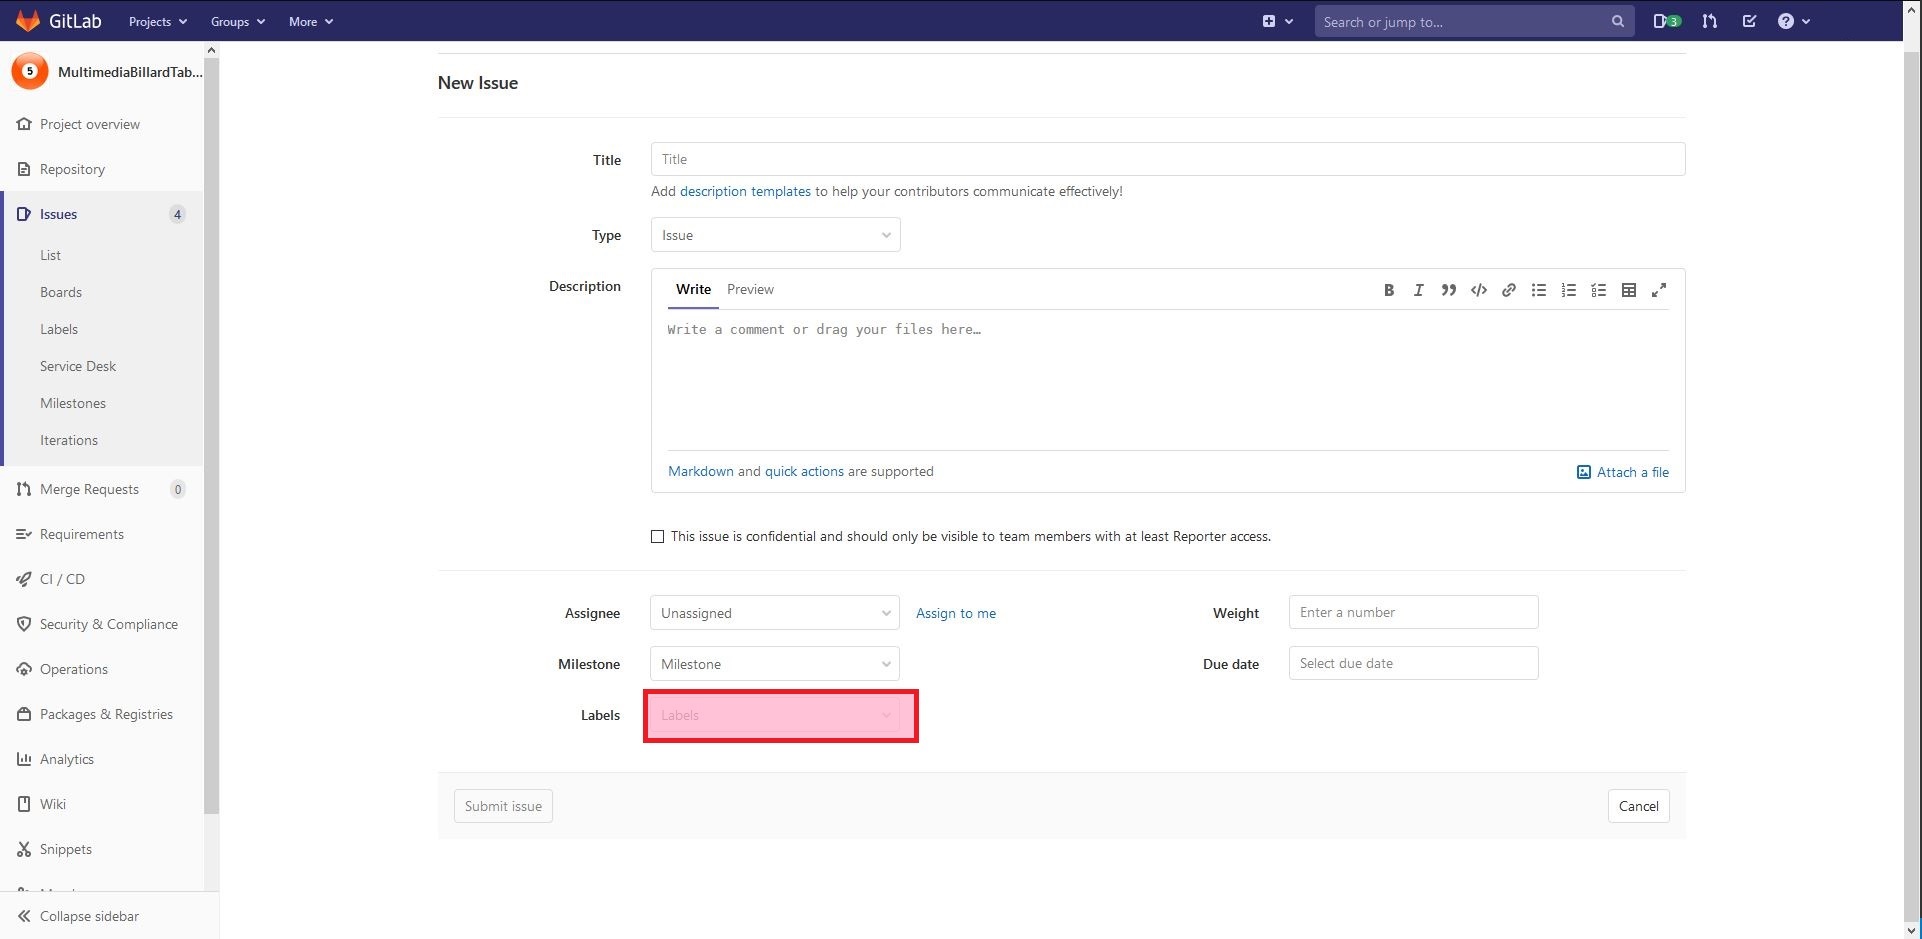 GitLab Projects Groups More Search or jump to... 3
5 MultimediaBillardTab...
Project overview
Repository
Issues 4
List
Boards
Labels
Service Desk
Milestones
Iterations
Merge Requests 0
Requirements
CI / CD
Security & Compliance
Operations
Packages & Registries
Analytics
Wiki
Snippets
Collapse sidebar
New Issue
Title Title
Add description templates to help your contributors communicate effectively!
Type Issue
Description Write Preview
Write a comment or drag your files here…
Markdown and quick actions are supported Attach a file
This issue is confidential and should only be visible to team members with at least Reporter access.
Assignee Unassigned Assign to me Weight Enter a number
Milestone Milestone Due date Select due date
Labels Labels
Submit issue Cancel